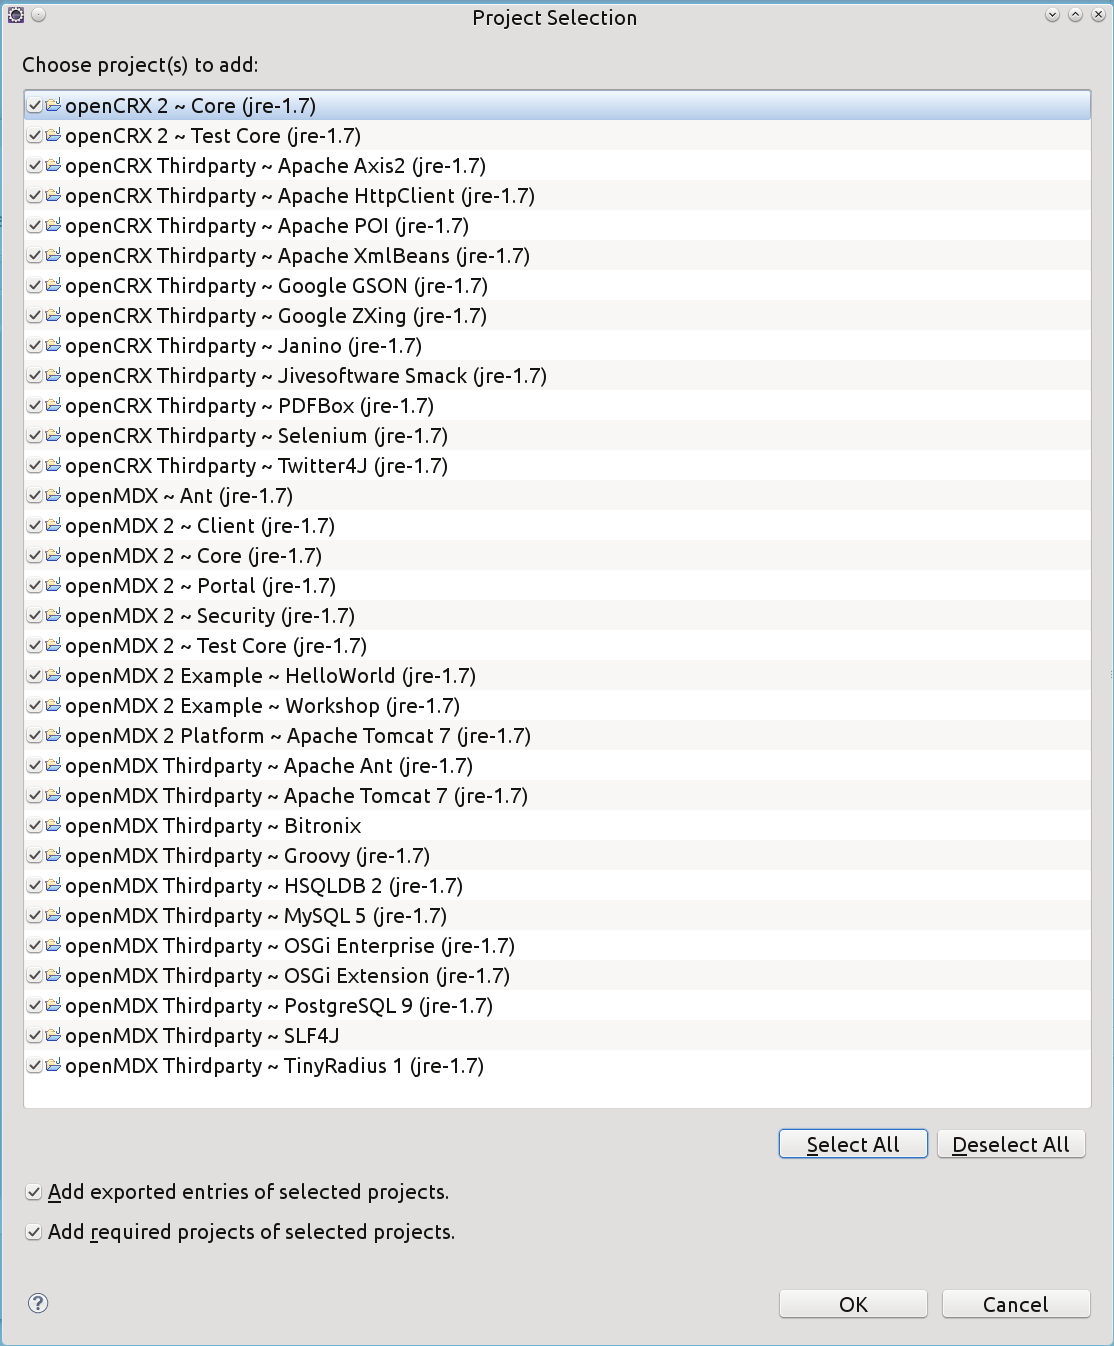 Project Selection
Choose project(s) to add:
openCRX 2 ~ Core (jre-1.7)
openCRX 2 ~ Test Core (jre-1.7)
openCRX Thirdparty ~ Apache Axis2 (jre-1.7)
openCRX Thirdparty ~ Apache HttpClient (jre-1.7)
openCRX Thirdparty ~ Apache POI (jre-1.7)
openCRX Thirdparty ~ Apache XmlBeans (jre-1.7)
openCRX Thirdparty ~ Google GSON (jre-1.7)
openCRX Thirdparty ~ Google ZXing (jre-1.7)
openCRX Thirdparty ~ Janino (jre-1.7)
openCRX Thirdparty ~ Jivesoftware Smack (jre-1.7)
openCRX Thirdparty ~ PDFBox (jre-1.7)
openCRX Thirdparty ~ Selenium (jre-1.7)
openCRX Thirdparty ~ Twitter4J (jre-1.7)
openMDX ~ Ant (jre-1.7)
openMDX 2 ~ Client (jre-1.7)
openMDX 2 ~ Core (jre-1.7)
openMDX 2 ~ Portal (jre-1.7)
openMDX 2 ~ Security (jre-1.7)
openMDX 2 ~ Test Core (jre-1.7)
openMDX 2 Example ~ HelloWorld (jre-1.7)
openMDX 2 Example ~ Workshop (jre-1.7)
openMDX 2 Platform ~ Apache Tomcat 7 (jre-1.7)
openMDX Thirdparty ~ Apache Ant (jre-1.7)
openMDX Thirdparty ~ Apache Tomcat 7 (jre-1.7)
openMDX Thirdparty ~ Bitronix
openMDX Thirdparty ~ Groovy (jre-1.7)
openMDX Thirdparty ~ HSQLDB 2 (jre-1.7)
openMDX Thirdparty ~ MySQL 5 (jre-1.7)
openMDX Thirdparty ~ OSGi Enterprise (jre-1.7)
openMDX Thirdparty ~ OSGi Extension (jre-1.7)
openMDX Thirdparty ~ PostgreSQL 9 (jre-1.7)
openMDX Thirdparty ~ SLF4J
openMDX Thirdparty ~ TinyRadius 1 (jre-1.7)
Select All Deselect All
Add exported entries of selected projects.
Add required projects of selected projects.
? OK Cancel